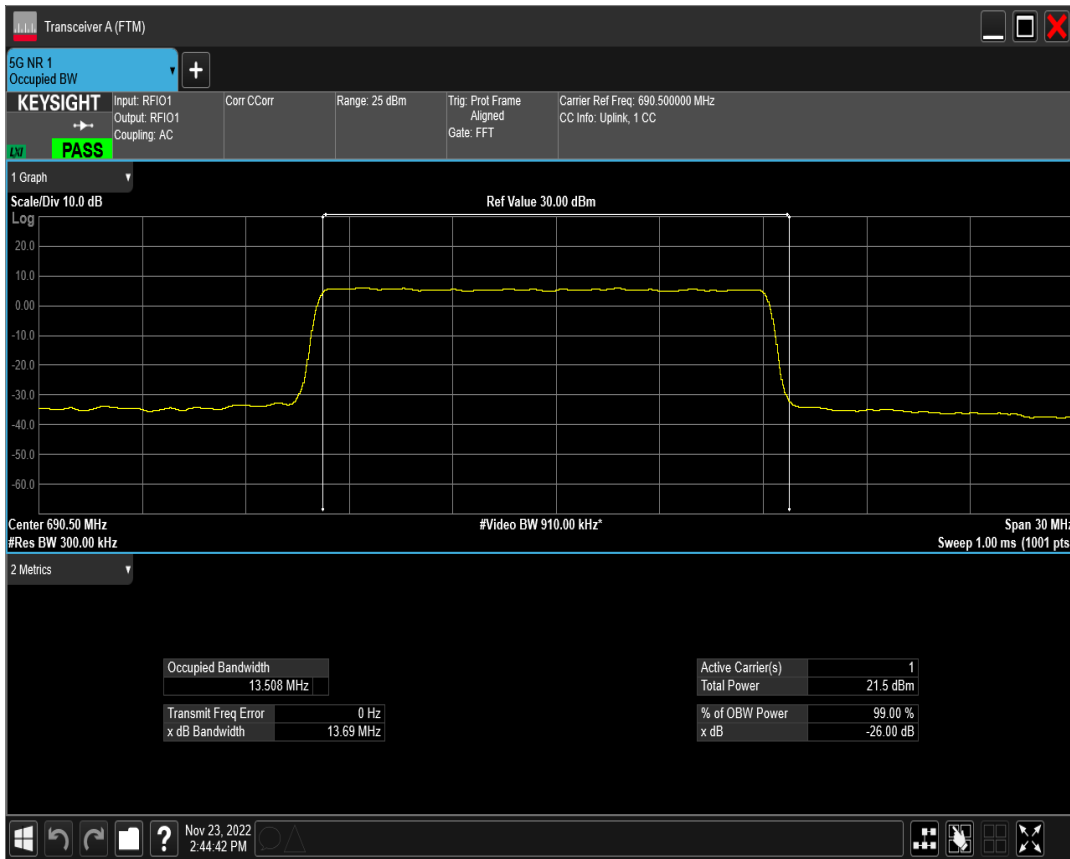 Transceiver A (FTM)
5G NR 1
Occupied BW
+
KEYSIGHT
LXI
PASS
Input: RFIO1
Output: RFIO1
Coupling: AC
Corr CCorr
Range: 25 dBm
Trig: Prot Frame
Aligned
Gate: FFT
Carrier Ref Freq: 690.500000 MHz
CC Info: Uplink, 1 CC
1 Graph
Scale/Div 10.0 dB
Ref Value 30.00 dBm
Log
20.0
10.0
0.00
-10.0
-20.0
-30.0
-40.0
-50.0
-60.0
Center 690.50 MHz
#Video BW 910.00 kHz*
Span 30 MHz
#Res BW 300.00 kHz
Sweep 1.00 ms (1001 pts
2 Metrics
Occupied Bandwidth
13.508 MHz
Transmit Freq Error 0 Hz
x dB Bandwidth 13.69 MHz
Active Carrier(s) 1
Total Power 21.5 dBm
% of OBW Power 99.00 %
x dB -26.00 dB
?
Nov 23, 2022
2:44:42 PM